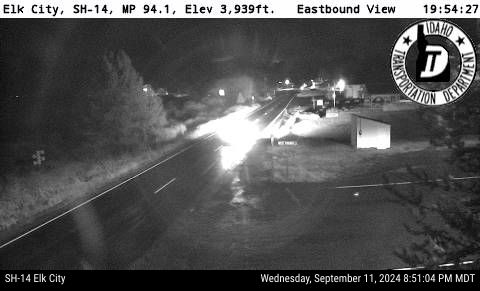 Elk City, SH-14, MP 94.1, Elev 3,939ft. Eastbound View 19:54:27
IDAHO
TRANSPORTATION DEPARTMENT
SH-14 Elk City Wednesday, September 11, 2024 8:51:04 PM MDT